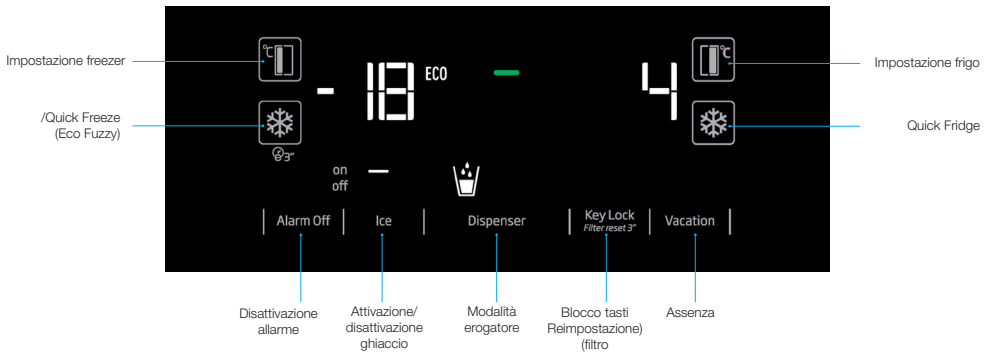 Impostazione freezer
/Quick Freeze
(Eco Fuzzy)
°C
-18 ECO
4
°C
Impostazione frigo
Quick Fridge
3"
on
off
Alarm Off
Ice
Dispenser
Key Lock
Filter reset 3"
Vacation
Disattivazione
allarme
Attivazione/
disattivazione
ghiaccio
Modalità
erogatore
Blocco tasti
Reimpostazione)
(filtro
Assenza